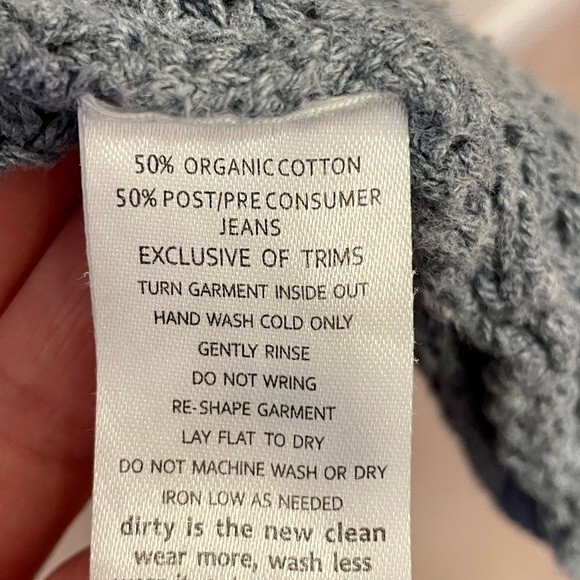 50% ORGANIC COTTON
50% POST/PRE CONSUMER
JEANS
EXCLUSIVE OF TRIMS
TURN GARMENT INSIDE OUT
HAND WASH COLD ONLY
GENTLY RINSE
DO NOT WRING
RE-SHAPE GARMENT
LAY FLAT TO DRY
DO NOT MACHINE WASH OR DRY
IRON LOW AS NEEDED
dirty is the new clean
wear more, wash less